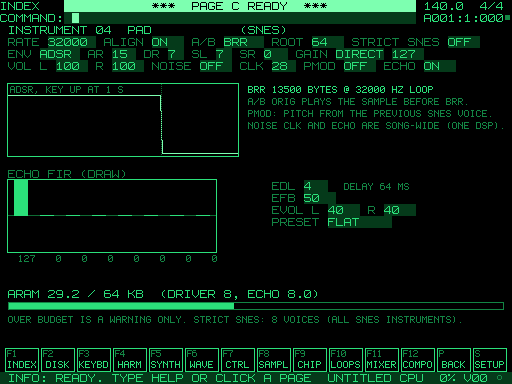 INDEX *** PAGE C READY *** 140.0 4/4
COMMAND: A001:1:000
INSTRUMENT 04 PAD (SNES)
RATE 32000 ALIGN ON A/B BRR ROOT 64 STRICT SNES OFF
ENV ADSR AR 15 DR 7 SL 7 SR 0 GAIN DIRECT 127
VOL L 100 R 100 NOISE OFF CLK 28 PMOD OFF ECHO ON
ADSR, KEY UP AT 1 S
BRR 13500 BYTES @ 32000 HZ LOOP
A/B ORIG PLAYS THE SAMPLE BEFORE BRR.
PMOD: PITCH FROM THE PREVIOUS SNES VOICE.
NOISE CLK AND ECHO ARE SONG-WIDE (ONE DSP).
ECHO FIR (DRAW)
127 0 0 0 0 0 0 0
EDL 4 DELAY 64 MS
EFB 50
EVOL L 40 R 40
PRESET FLAT
ARAM 29.2 / 64 KB (DRIVER 8, ECHO 8.0)
OVER BUDGET IS A WARNING ONLY. STRICT SNES: 8 VOICES (ALL SNES INSTRUMENTS).
F1 F2 F3 F4 F5 F6 F7 F8 F9 F10 F11 F12 P S
INDEX DISK KEYBD HARM SYNTH WAVE CTRL SAMPL CHIP LOOPS MIXER COMPO BACK SETUP
INFO: READY. TYPE HELP OR CLICK A PAGE UNTITLED CPU 0% V00